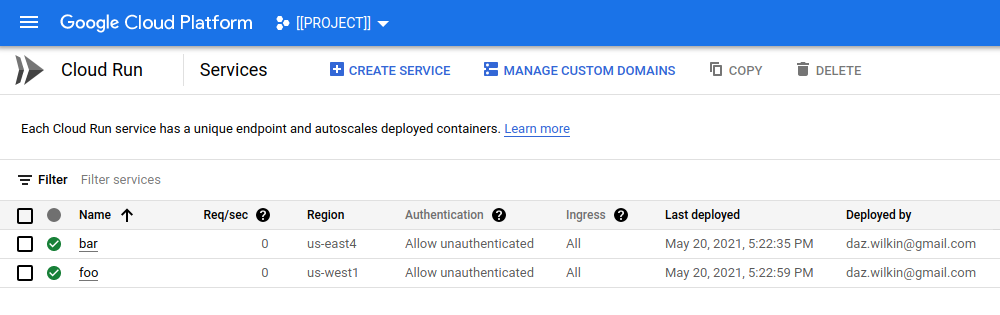 Google Cloud Platform [[PROJECT]]
Cloud Run Services CREATE SERVICE MANAGE CUSTOM DOMAINS COPY DELETE
Each Cloud Run service has a unique endpoint and autoscales deployed containers. Learn more
Filter Filter services
Name Req/sec ? Region Authentication ? Ingress ? Last deployed Deployed by
bar 0 us-east4 Allow unauthenticated All May 20, 2021, 5:22:35 PM daz.wilkin@gmail.com
foo 0 us-west1 Allow unauthenticated All May 20, 2021, 5:22:59 PM daz.wilkin@gmail.com